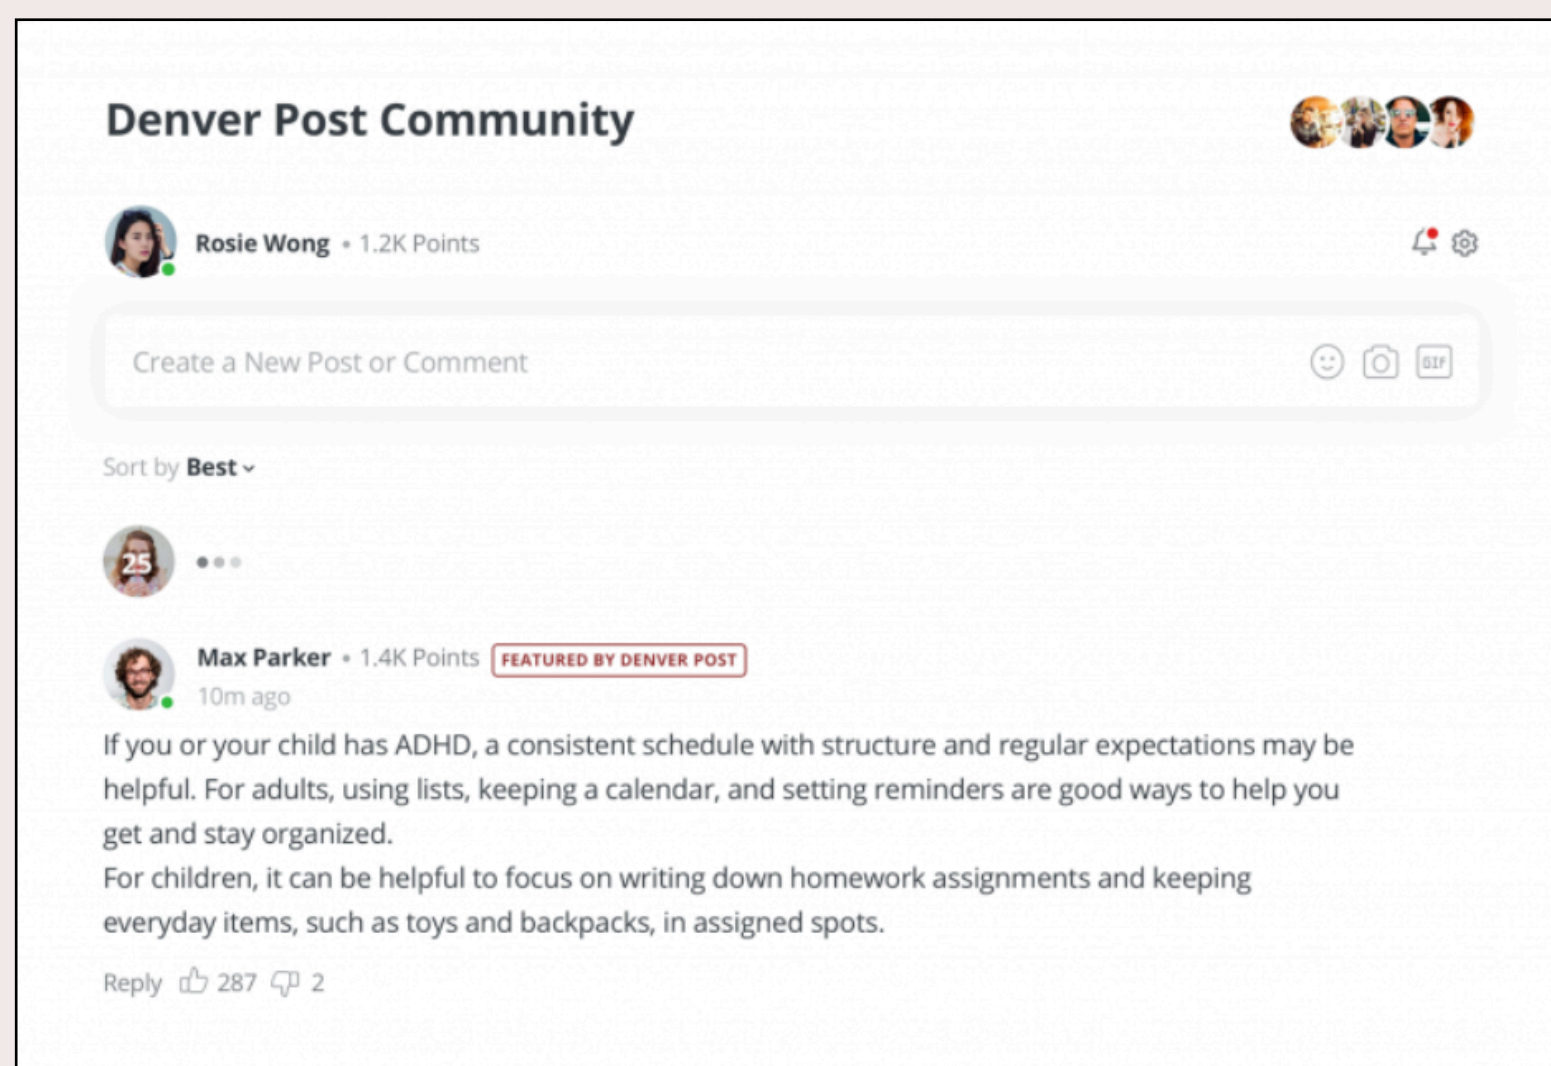 Denver Post Community
Rosie Wong • 1.2K Points
Create a New Post or Comment
GIF
Sort by Best
25
Max Parker • 1.4K Points FEATURED BY DENVER POST
10m ago
If you or your child has ADHD, a consistent schedule with structure and regular expectations may be
helpful. For adults, using lists, keeping a calendar, and setting reminders are good ways to help you
get and stay organized.
For children, it can be helpful to focus on writing down homework assignments and keeping
everyday items, such as toys and backpacks, in assigned spots.
Reply 287 2